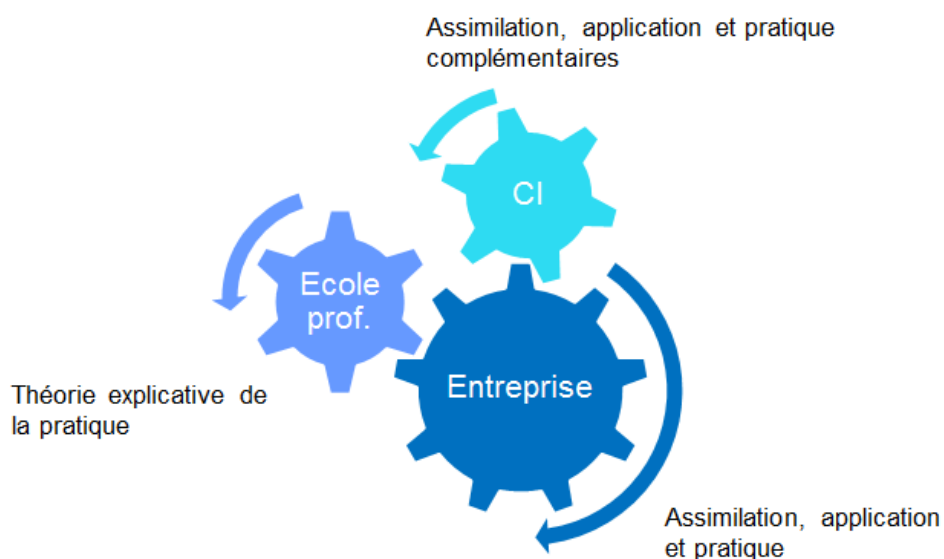 Assimilation, application et pratique
complémentaires
CI
Ecole
prof.
Entreprise
Théorie explicative de
la pratique
Assimilation, application
et pratique